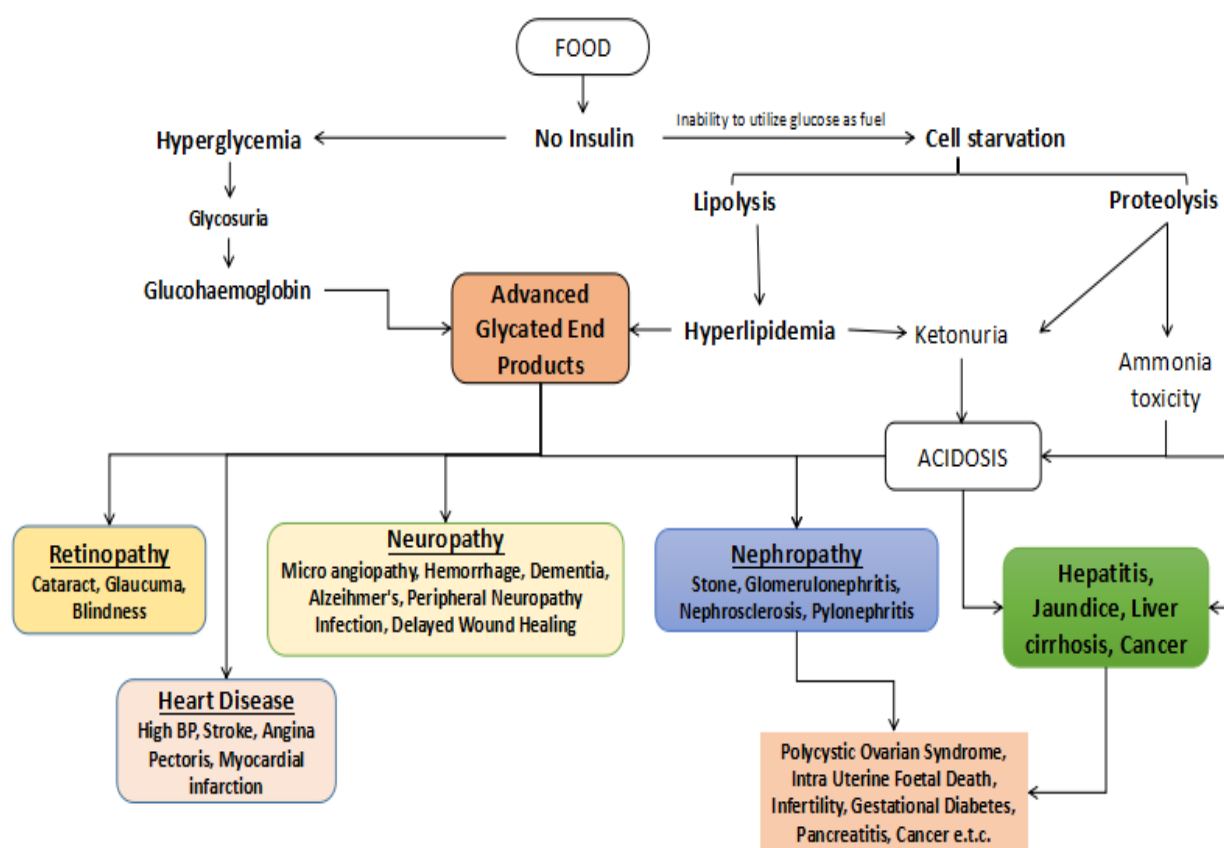 FOOD
Inability to utilize glucose as fuel
Hyperglycemia
No Insulin
Cell starvation
Lipolysis
Proteolysis
Glycosuria
Glucohaemoglobin
Advanced
Glycated End
Products
Hyperlipidemia
Ketonuria
Ammonia
toxicity
ACIDOSIS
Retinopathy
Cataract, Glaucuma,
Blindness
Neuropathy
Micro angiopathy, Hemorrhage, Dementia,
Alzeihmer's, Peripheral Neuropathy
Infection, Delayed Wound Healing
Nephropathy
Stone, Glomerulonephritis,
Nephrosclerosis, Pylonephritis
Hepatitis,
Jaundice, Liver
cirrhosis, Cancer
Heart Disease
High BP, Stroke, Angina
Pectoris, Myocardial
infarction
Polycystic Ovarian Syndrome,
Intra Uterine Foetal Death,
Infertility, Gestational Diabetes,
Pancreatitis, Cancer e.t.c.